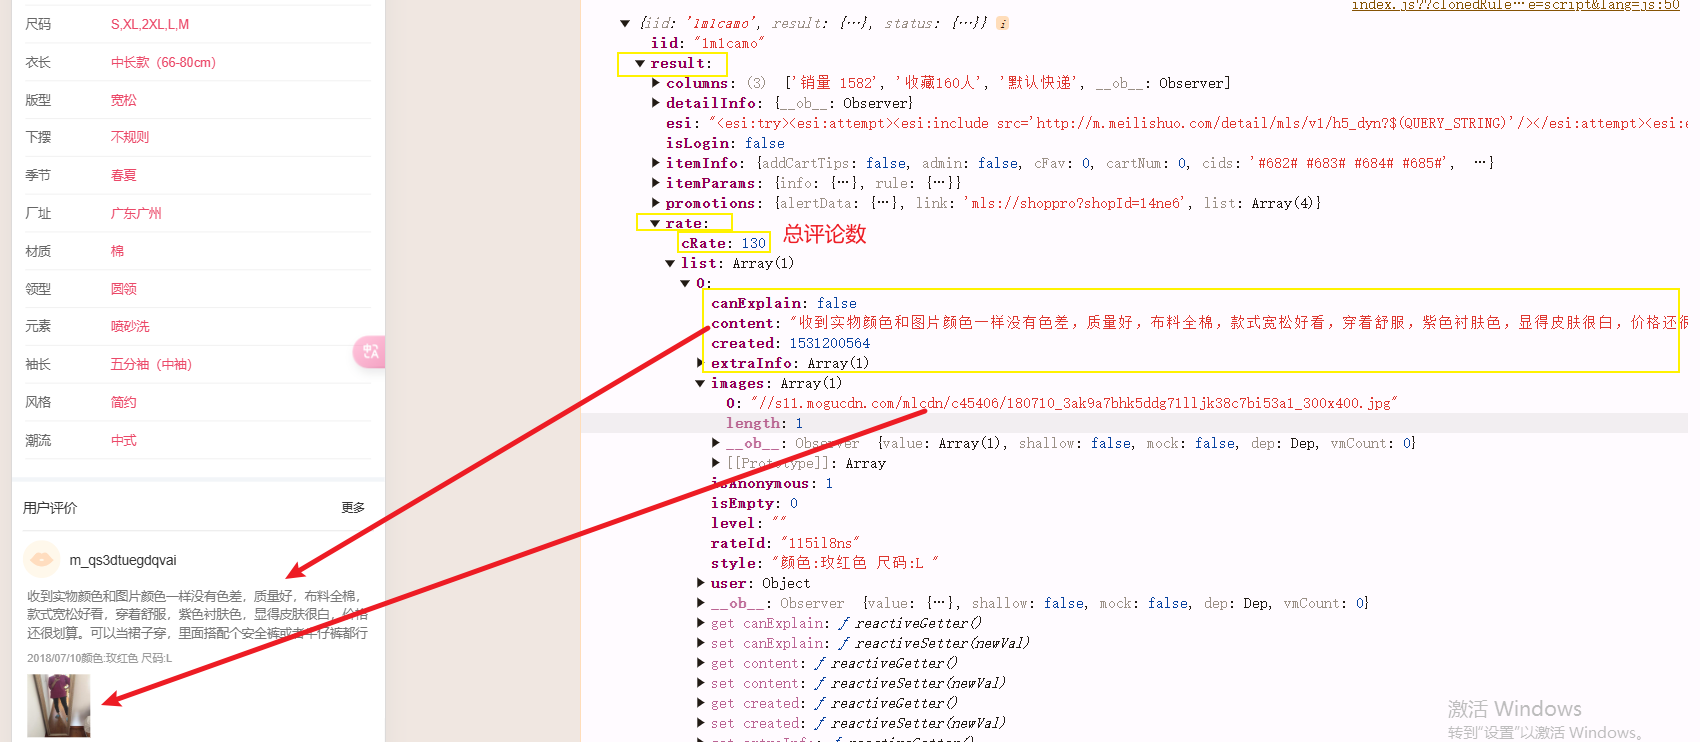 尺码 S,XL,2XL,L,M
衣长 中长款（66-80cm）
版型 宽松
下摆 不规则
季节 春夏
厂址 广东广州
材质 棉
领型 圆领
元素 喷砂洗
袖长 五分袖（中袖）
风格 简约
潮流 中式
用户评价 更多
m_qs3dtuegdqvai
收到实物颜色和图片颜色一样没有色差，质量好，布料全棉，
款式宽松好看，穿着舒服，紫色衬肤色，显得皮肤很白，价格
还很划算。可以当裙子穿，里面搭配个安全裤或者牛仔裤都行
2018/07/10颜色:玫红色 尺码:L
中A
index.js??clonedRule…e=script&lang=js:50
{iid: '1m1camo', result: {…}, status: {…}} i
iid: "1m1camo"
result:
columns: (3) ['销量 1582', '收藏160人', '默认快递', __ob__: Observer]
detailInfo: {__ob__: Observer}
esi: "<esi:try><esi:attempt><esi:include src='http://m.meilishuo.com/detail/mls/v1/h5_dyn?$(QUERY_STRING)'/></esi:attempt><esi:e
isLogin: false
itemInfo: {addCartTips: false, admin: false, cFav: 0, cartNum: 0, cids: '#682# #683# #684# #685#', …}
itemParams: {info: {…}, rule: {…}}
promotions: {alertData: {…}, link: 'mls://shoppro?shopId=14ne6', list: Array(4)}
rate:
cRate: 130 总评论数
list: Array(1)
0:
canExplain: false
content: "收到实物颜色和图片颜色一样没有色差，质量好，布料全棉，款式宽松好看，穿着舒服，紫色衬肤色，显得皮肤很白，价格还很
created: 1531200564
extraInfo: Array(1)
images: Array(1)
0: "//s11.mogucdn.com/mlcdn/c45406/180710_3ak9a7bhk5ddg71lljk38c7bi53a1_300x400.jpg"
length: 1
__ob__: Observer {value: Array(1), shallow: false, mock: false, dep: Dep, vmCount: 0}
[[Prototype]]: Array
isAnonymous: 1
isEmpty: 0
level: ""
rateId: "115il8ns"
style: "颜色:玫红色 尺码:L "
user: Object
__ob__: Observer {value: {…}, shallow: false, mock: false, dep: Dep, vmCount: 0}
get canExplain: ƒ reactiveGetter()
set canExplain: ƒ reactiveSetter(newVal)
get content: ƒ reactiveGetter()
set content: ƒ reactiveSetter(newVal)
get created: ƒ reactiveGetter()
set created: ƒ reactiveSetter(newVal)
激活 Windows
转到"设置"以激活 Windows。